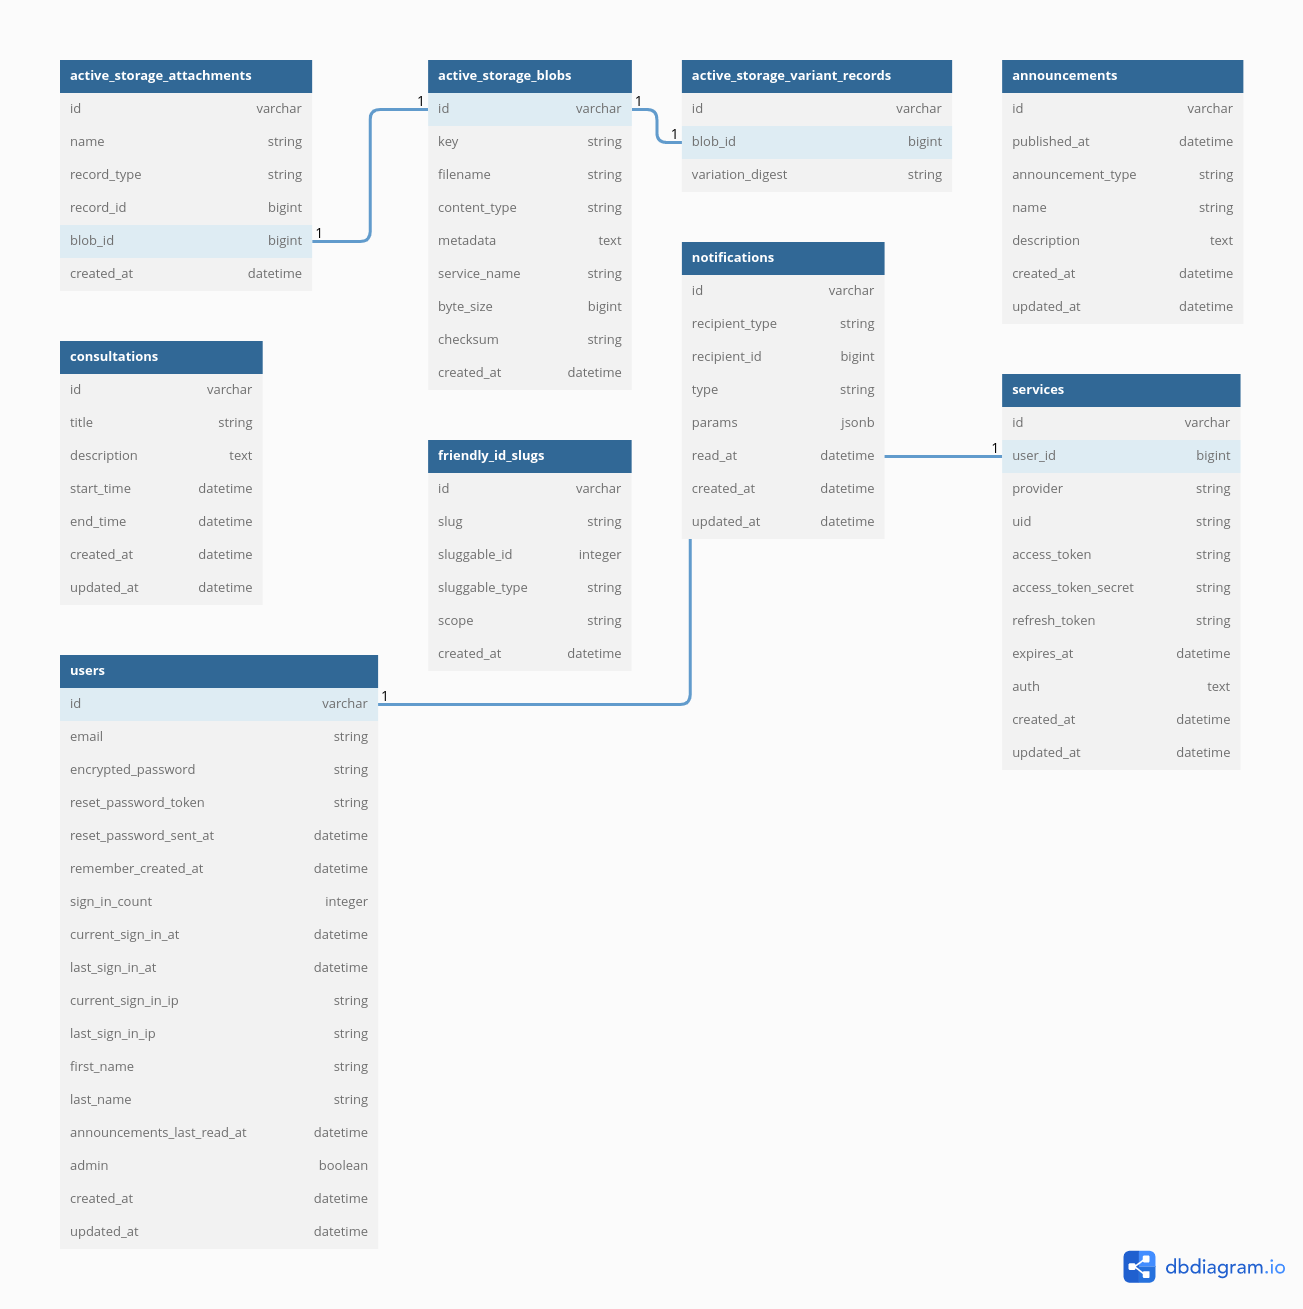 active_storage_attachments
id varchar
name string
record_type string
record_id bigint
blob_id bigint
created_at datetime
1
1
active_storage_blobs
id varchar
key string
filename string
content_type string
metadata text
service_name string
byte_size bigint
checksum string
created_at datetime
1
1
active_storage_variant_records
id varchar
blob_id bigint
variation_digest string
announcements
id varchar
published_at datetime
announcement_type string
name string
description text
created_at datetime
updated_at datetime
notifications
id varchar
recipient_type string
recipient_id bigint
type string
params jsonb
read_at datetime
created_at datetime
updated_at datetime
consultations
id varchar
title string
description text
start_time datetime
end_time datetime
created_at datetime
updated_at datetime
friendly_id_slugs
id varchar
slug string
sluggable_id integer
sluggable_type string
scope string
created_at datetime
1
services
id varchar
user_id bigint
provider string
uid string
access_token string
access_token_secret string
refresh_token string
expires_at datetime
auth text
created_at datetime
updated_at datetime
users
id varchar
1
email string
encrypted_password string
reset_password_token string
reset_password_sent_at datetime
remember_created_at datetime
sign_in_count integer
current_sign_in_at datetime
last_sign_in_at datetime
current_sign_in_ip string
last_sign_in_ip string
first_name string
last_name string
announcements_last_read_at datetime
admin boolean
created_at datetime
updated_at datetime
dbdiagram.io